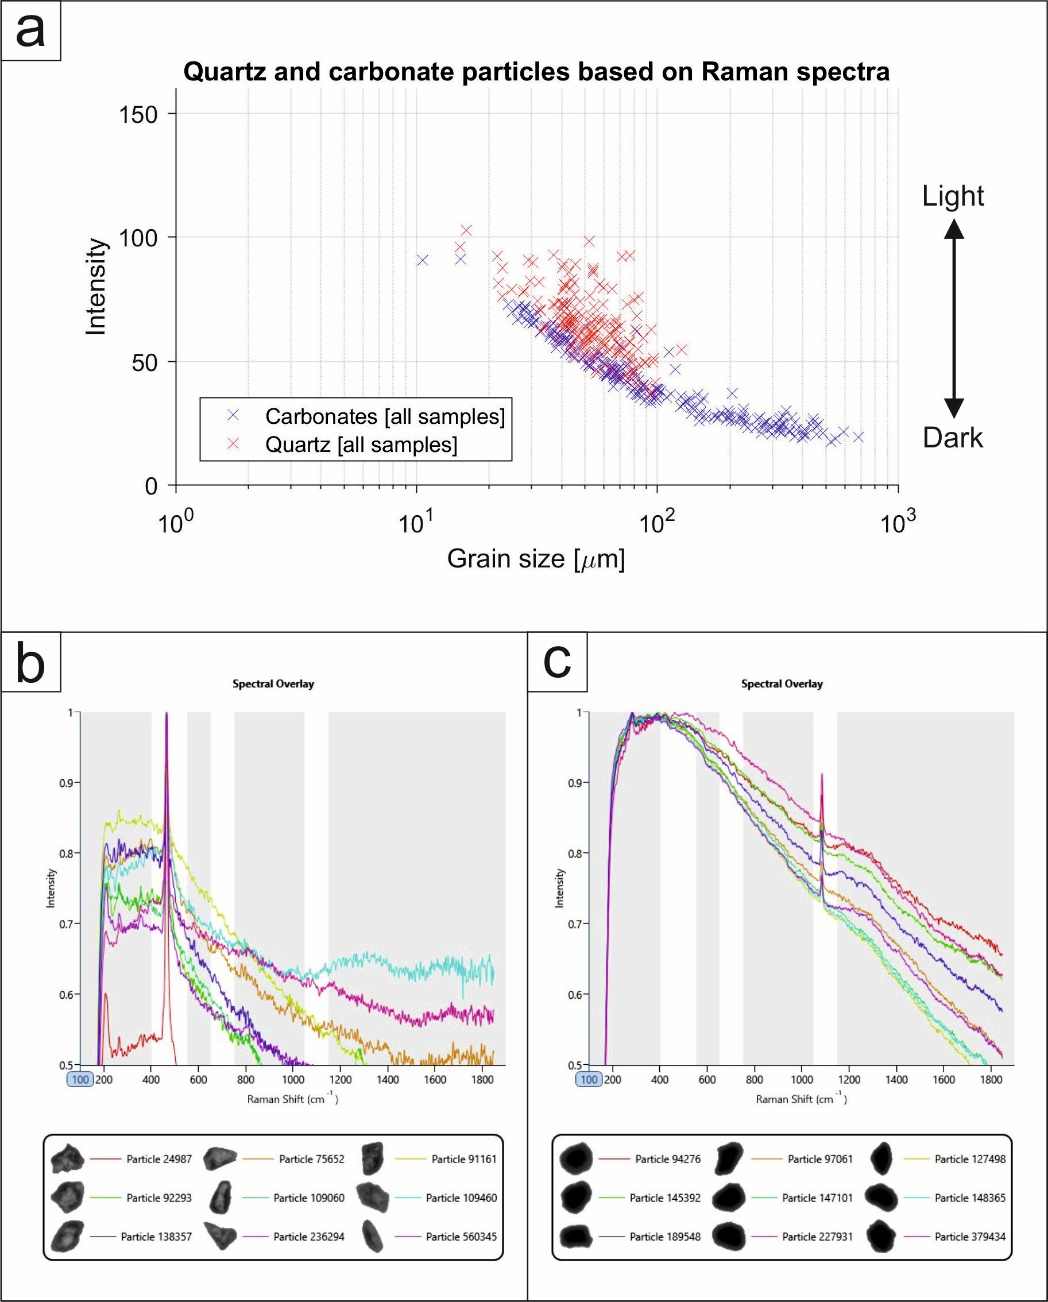 a
Quartz and carbonate particles based on Raman spectra
150
100
50
0
Intensity
Light
Dark
Carbonates [all samples]
Quartz [all samples]
10^0 10^1 10^2 10^3
Grain size [μm]
b
Spectral Overlay
1
0.9
0.8
0.7
0.6
0.5
Intensity
100 200 400 600 800 1000 1200 1400 1600 1800
Raman Shift (cm^-1)
Particle 24987 Particle 75652 Particle 91161
Particle 92293 Particle 109060 Particle 109460
Particle 138357 Particle 236294 Particle 560345
c
Spectral Overlay
1
0.9
0.8
0.7
0.6
0.5
Intensity
100 200 400 600 800 1000 1200 1400 1600 1800
Raman Shift (cm^-1)
Particle 94276 Particle 97061 Particle 127498
Particle 145392 Particle 147101 Particle 148365
Particle 189548 Particle 227931 Particle 379434